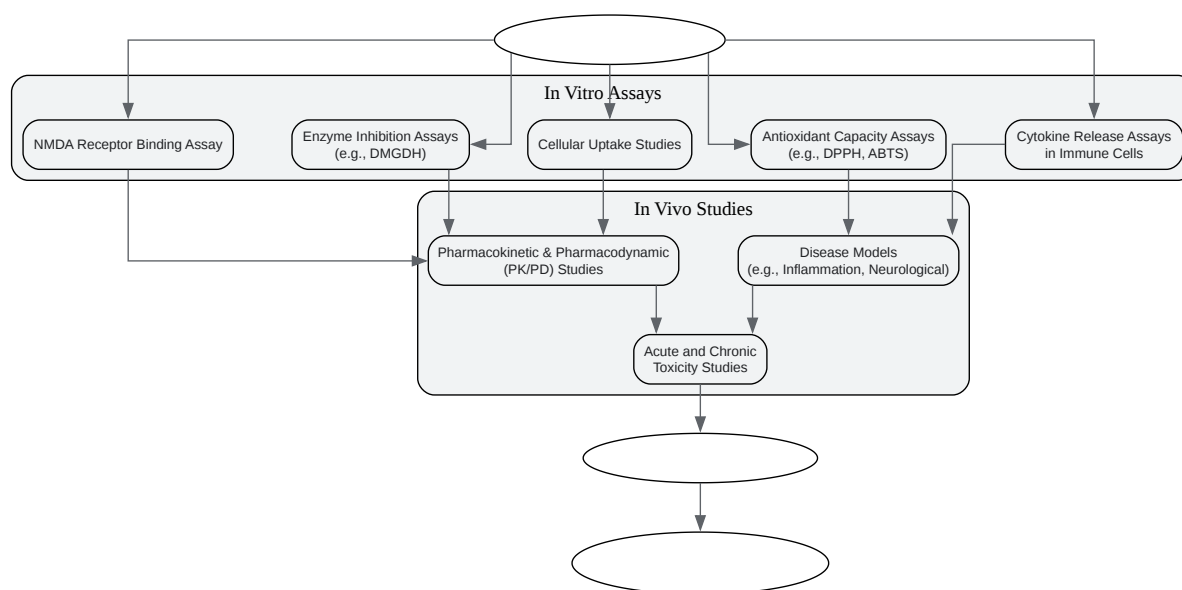 In Vitro Assays
NMDA Receptor Binding Assay
Enzyme Inhibition Assays
(e.g., DMGDH)
Cellular Uptake Studies
Antioxidant Capacity Assays
(e.g., DPPH, ABTS)
Cytokine Release Assays
in Immune Cells
In Vivo Studies
Pharmacokinetic & Pharmacodynamic
(PK/PD) Studies
Disease Models
(e.g., Inflammation, Neurological)
Acute and Chronic
Toxicity Studies